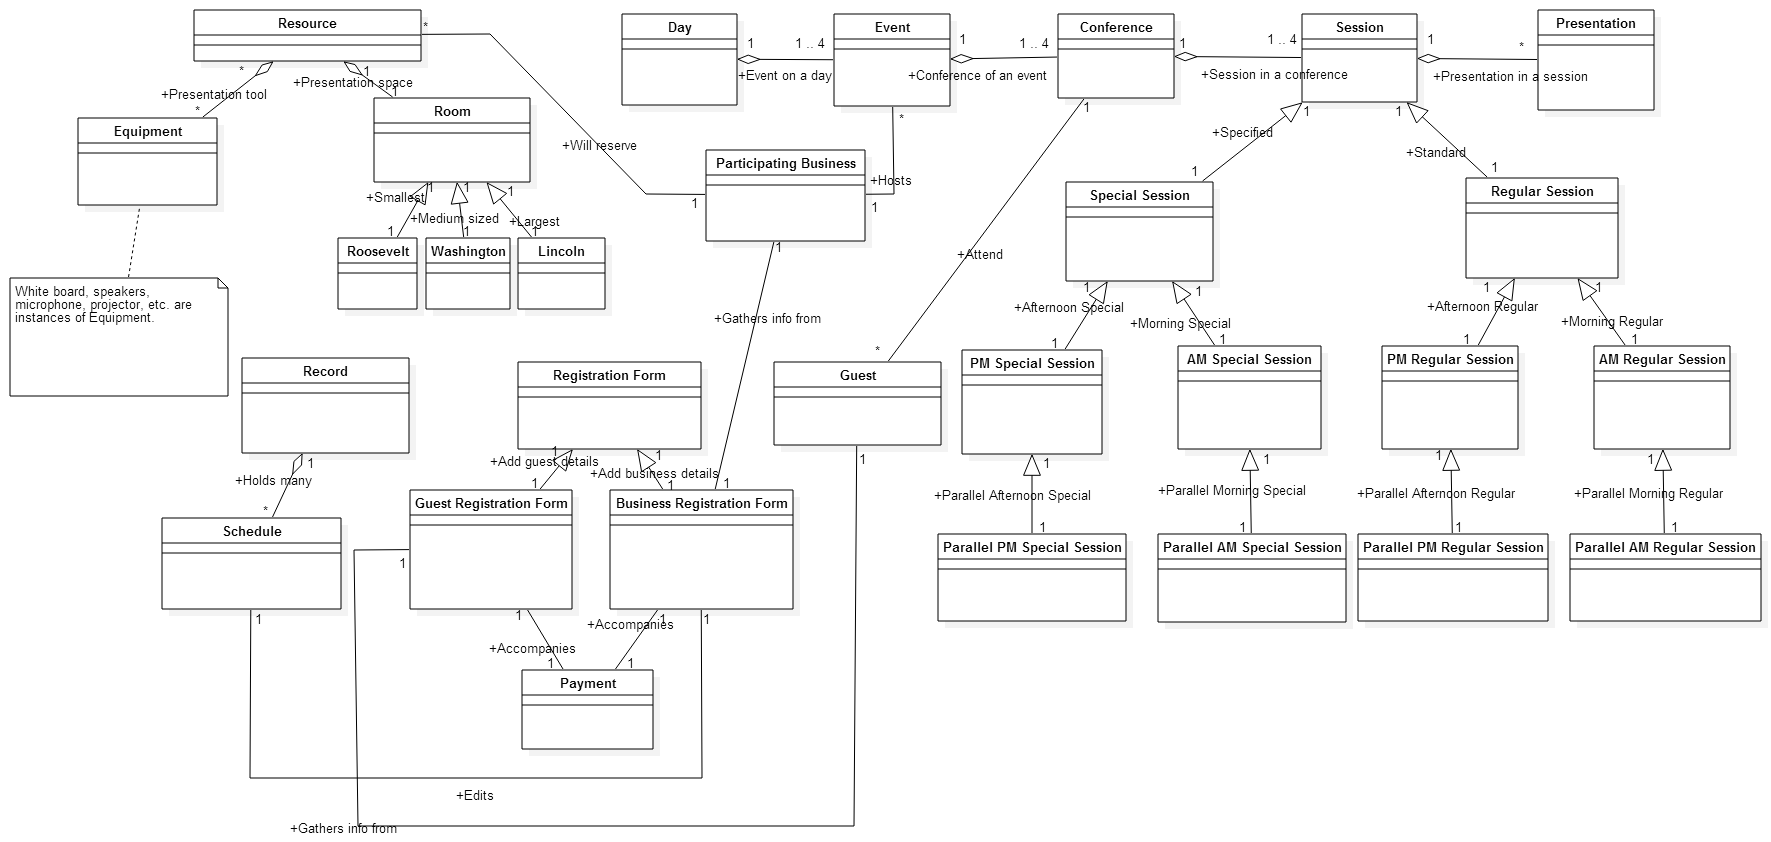 Resource
*
Day
Event
Conference
Session
Presentation
1
1 .. 4
1
1 .. 4
1
1 .. 4
1
*
*
1
+Presentation space
+Event on a day
+Conference of an event
+Session in a conference
+Presentation in a session
+Presentation tool
*
1
Room
1
*
1
1
+Specified
+Standard
Equipment
+Will reserve
Participating Business
1
1
+Hosts
1
1
Special Session
Regular Session
+Smallest
1
1
1
+Medium sized
+Largest
1
1
1
Roosevelt
Washington
Lincoln
1
+Attend
White board, speakers,
microphone, projector, etc. are
instances of Equipment.
1
1
1
1
+Afternoon Special
+Morning Special
+Afternoon Regular
+Morning Regular
+Gathers info from
1
1
1
1
*
Record
Registration Form
Guest
PM Special Session
AM Special Session
PM Regular Session
AM Regular Session
1
1
1
+Add guest details
+Add business details
1
1
1
1
1
1
+Holds many
1
1
1
*
+Parallel Afternoon Special
+Parallel Morning Special
+Parallel Afternoon Regular
+Parallel Morning Regular
Schedule
Guest Registration Form
Business Registration Form
1
1
1
1
Parallel PM Special Session
Parallel AM Special Session
Parallel PM Regular Session
Parallel AM Regular Session
1
1
1
1
1
+Accompanies
+Accompanies
1
1
Payment
+Edits
+Gathers info from